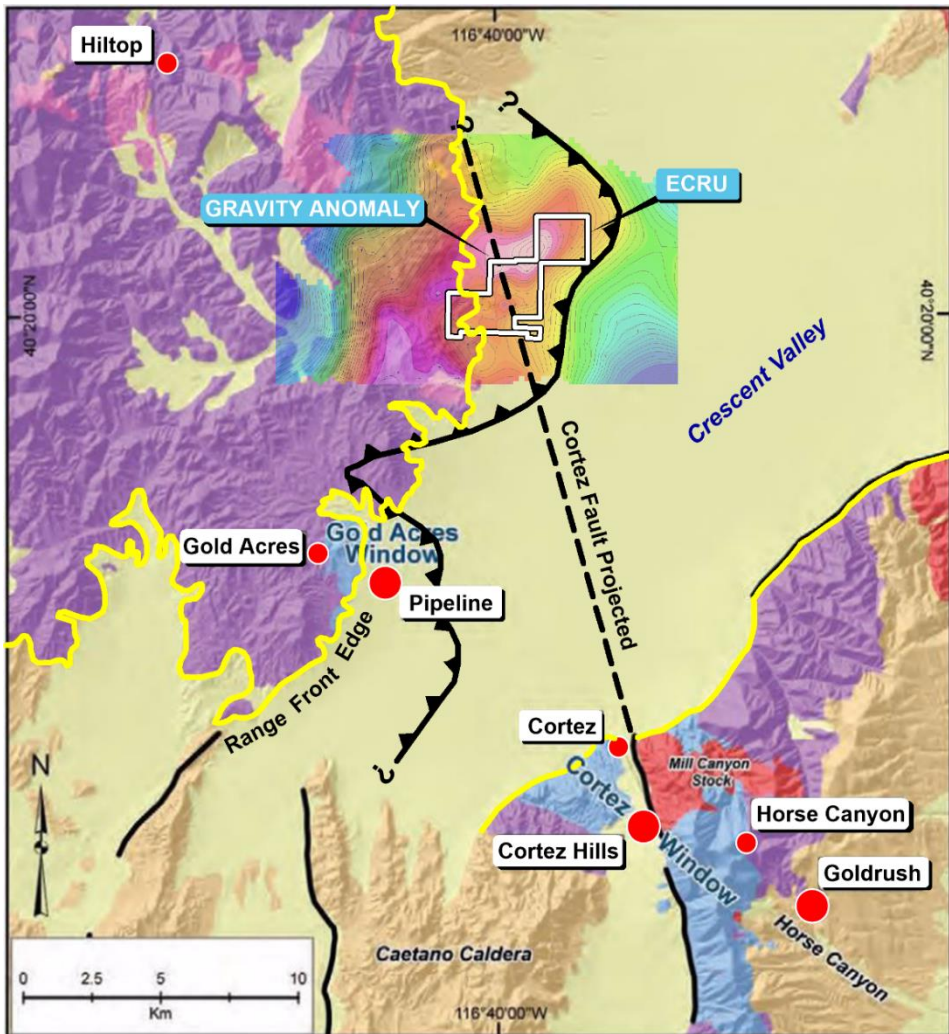 116°40'00"W
Hiltop
?
?
ECRU
GRAVITY ANOMALY
40°20'00"N
40°20'00"N
Crescent Valley
Cortez Fault Projected
Gold Acres
Gold Acres
Window
Pipeline
Range Front Edge
?
Cortez
Mill Canyon
Stock
Cortez Window
Horse Canyon
Cortez Hills
Goldrush
Horse Canyon
N
Caetano Caldera
0 2.5 5 10
Km
116°40'00"W